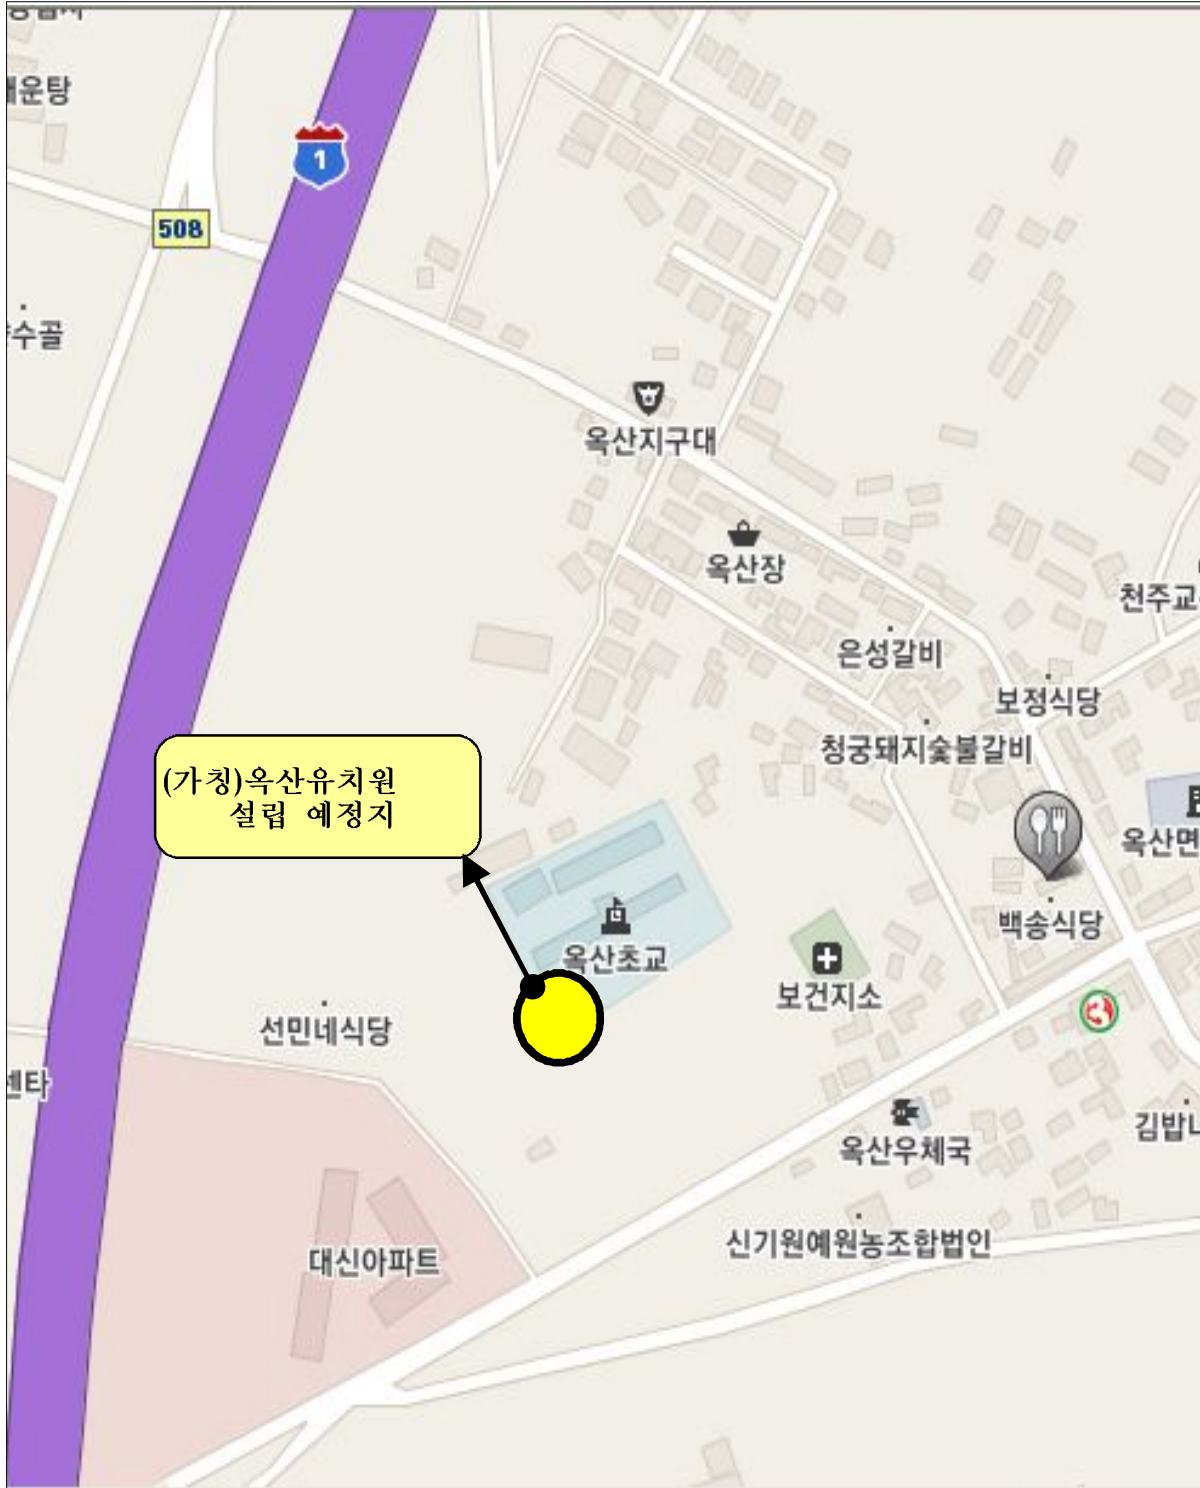 매운탕
1
508
수골
옥산지구대
옥산장
천주교
은성갈비
보정식당
청궁돼지숯불갈비
(가칭)옥산유치원
설립 예정지
옥산면
백송식당
옥산초교
보건지소
선민네식당
센타
김밥나
옥산우체국
신기원예원농조합법인
대신아파트